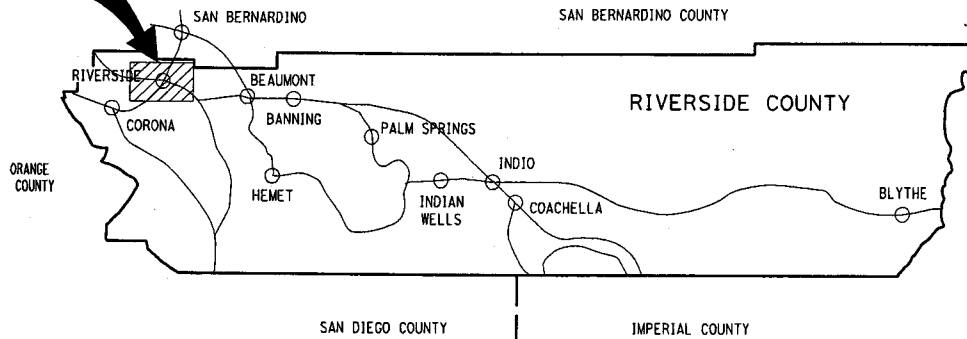 SAN BERNARDINO
SAN BERNARDINO COUNTY
RIVERSIDE
BEAUMONT
RIVERSIDE COUNTY
CORONA
BANNING
PALM SPRINGS
ORANGE
COUNTY
HEMET
INDIO
INDIAN
WELLS
COACHELLA
BLYTHE
SAN DIEGO COUNTY
IMPERIAL COUNTY